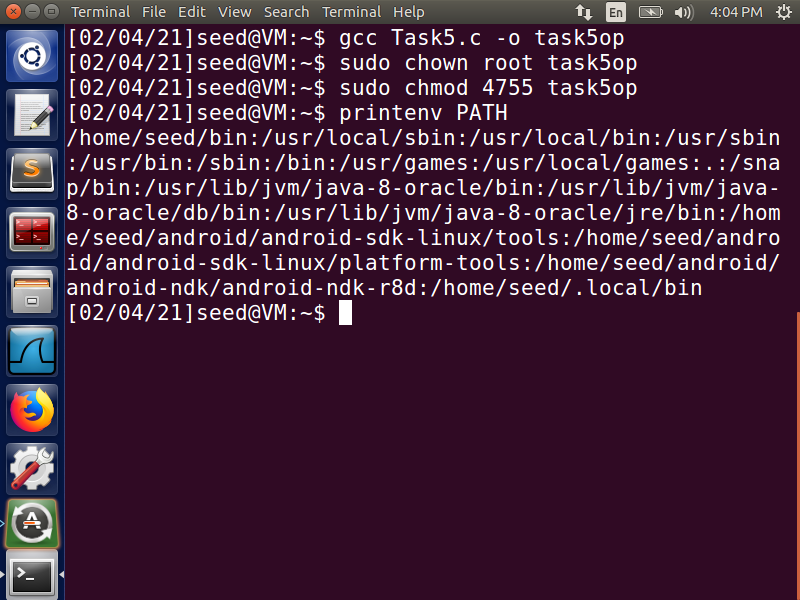 Terminal File Edit View Search Terminal Help En 4:04 PM
[02/04/21]seed@VM:~$ gcc Task5.c -o task5op
[02/04/21]seed@VM:~$ sudo chown root task5op
[02/04/21]seed@VM:~$ sudo chmod 4755 task5op
[02/04/21]seed@VM:~$ printenv PATH
/home/seed/bin:/usr/local/sbin:/usr/local/bin:/usr/sbin
:/usr/bin:/sbin:/bin:/usr/games:/usr/local/games:.:/sna
p/bin:/usr/lib/jvm/java-8-oracle/bin:/usr/lib/jvm/java-
8-oracle/db/bin:/usr/lib/jvm/java-8-oracle/jre/bin:/hom
e/seed/android/android-sdk-linux/tools:/home/seed/andro
id/android-sdk-linux/platform-tools:/home/seed/android/
android-ndk/android-ndk-r8d:/home/seed/.local/bin
[02/04/21]seed@VM:~$